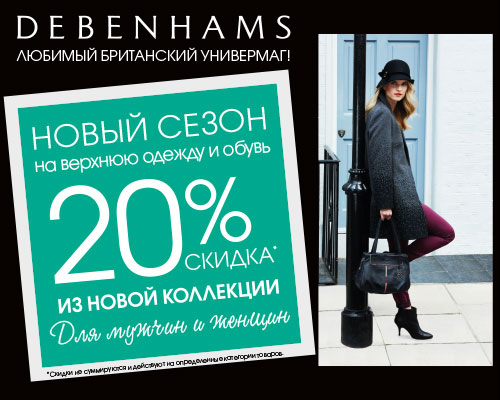 DEBENHAMS
ЛЮБИМЫЙ БРИТАНСКИЙ УНИВЕРМАГ!
НОВЫЙ СЕЗОН
на верхнюю одежду и обувь
20%
СКИДКА*
ИЗ НОВОЙ КОЛЛЕКЦИИ
Для мужчин и женщин
*Скидки не суммируются и действуют на определенные категории товаров.